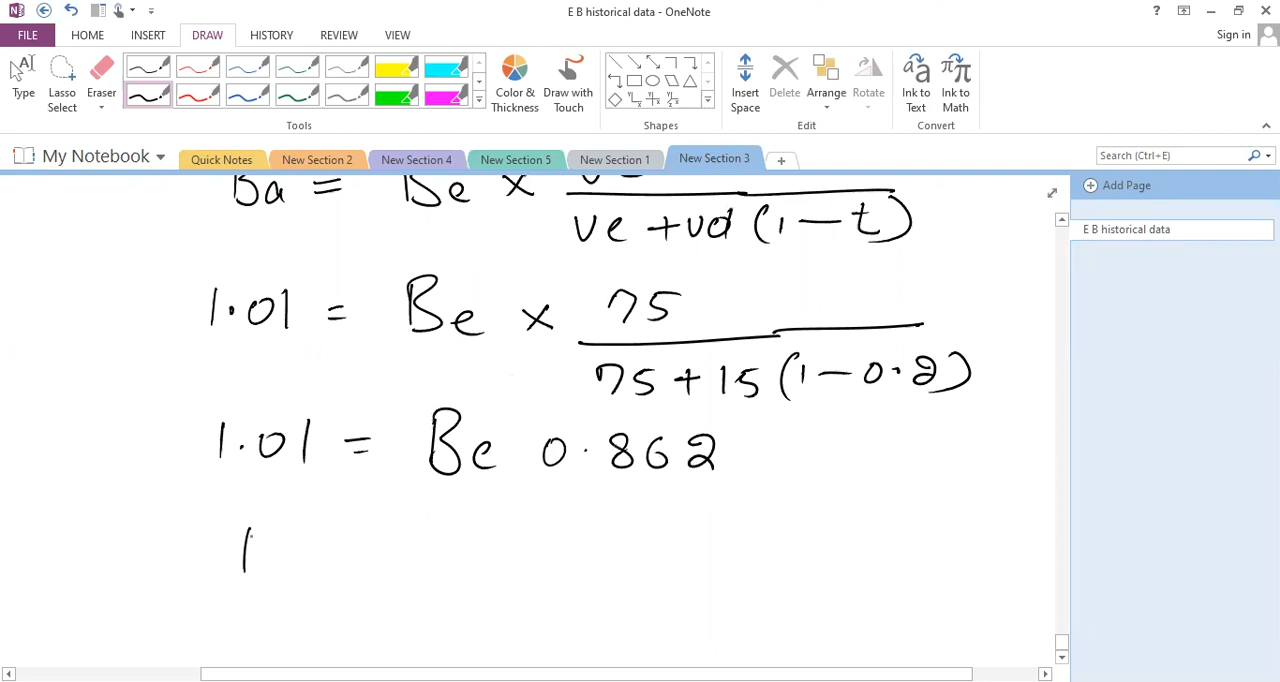 E B historical data - OneNote
?
FILE HOME INSERT DRAW HISTORY REVIEW VIEW
Sign in
Type
Lasso Select
Eraser
Color & Thickness
Draw with Touch
Insert Space
Delete
Arrange
Rotate
Ink to Text
Ink to Math
Tools
Shapes
Edit
Convert
My Notebook
Quick Notes
New Section 2
New Section 4
New Section 5
New Section 1
New Section 3
Search (Ctrl+E)
Add Page
E B historical data
Ba = Be ×
ve + vd (1 - t)
1.01 = Be × 75
75 + 15 (1 - 0.2)
1.01 = Be 0.862